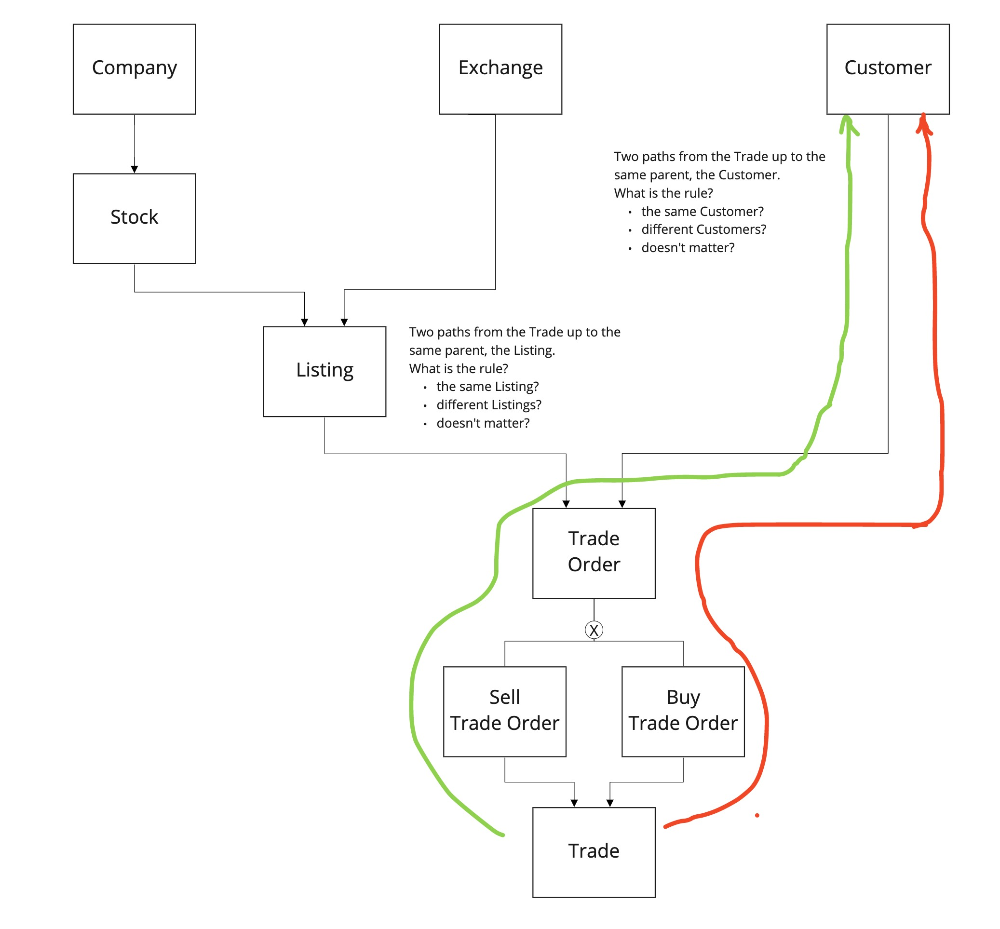 Company
Exchange
Customer
Two paths from the Trade up to the
same parent, the Customer.
What is the rule?
• the same Customer?
• different Customers?
• doesn't matter?
Stock
Listing
Two paths from the Trade up to the
same parent, the Listing.
What is the rule?
• the same Listing?
• different Listings?
• doesn't matter?
Trade
Order
X
Sell
Trade Order
Buy
Trade Order
Trade